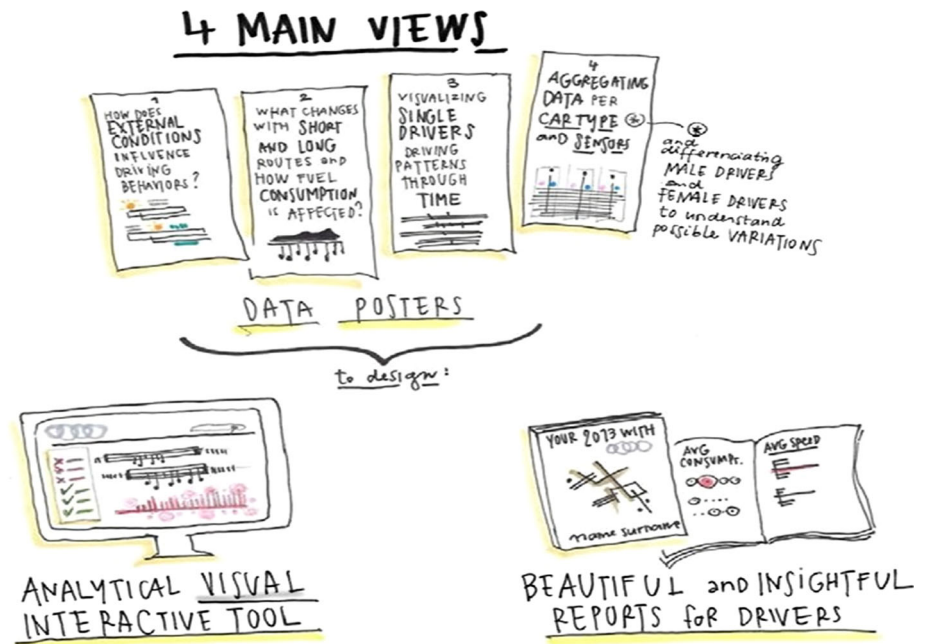 4 MAIN VIEWS
1
HOW DOES
EXTERNAL
CONDITIONS
INFLUENCE
DRIVING
BEHAVIORS?
2
WHAT CHANGES
WITH SHORT
AND LONG
ROUTES and
HOW FUEL
CONSUMPTION
IS AFFECTED?
3
VISUALIZING
SINGLE
DRIVERS
DRIVING
PATTERNS
THROUGH
TIME
4
AGGREGATING
DATA PER
CAR TYPE *
and SENSORS
*
and
differenciating
MALE DRIVERS
and
FEMALE DRIVERS
to understand
possible VARIATIONS
DATA POSTERS
to design:
ANALYTICAL VISUAL
INTERACTIVE TOOL
YOUR 2013 WITH
name surname
AVG
CONSUMPT.
AVG SPEED
BEAUTIFUL and INSIGHTFUL
REPORTS for DRIVERS